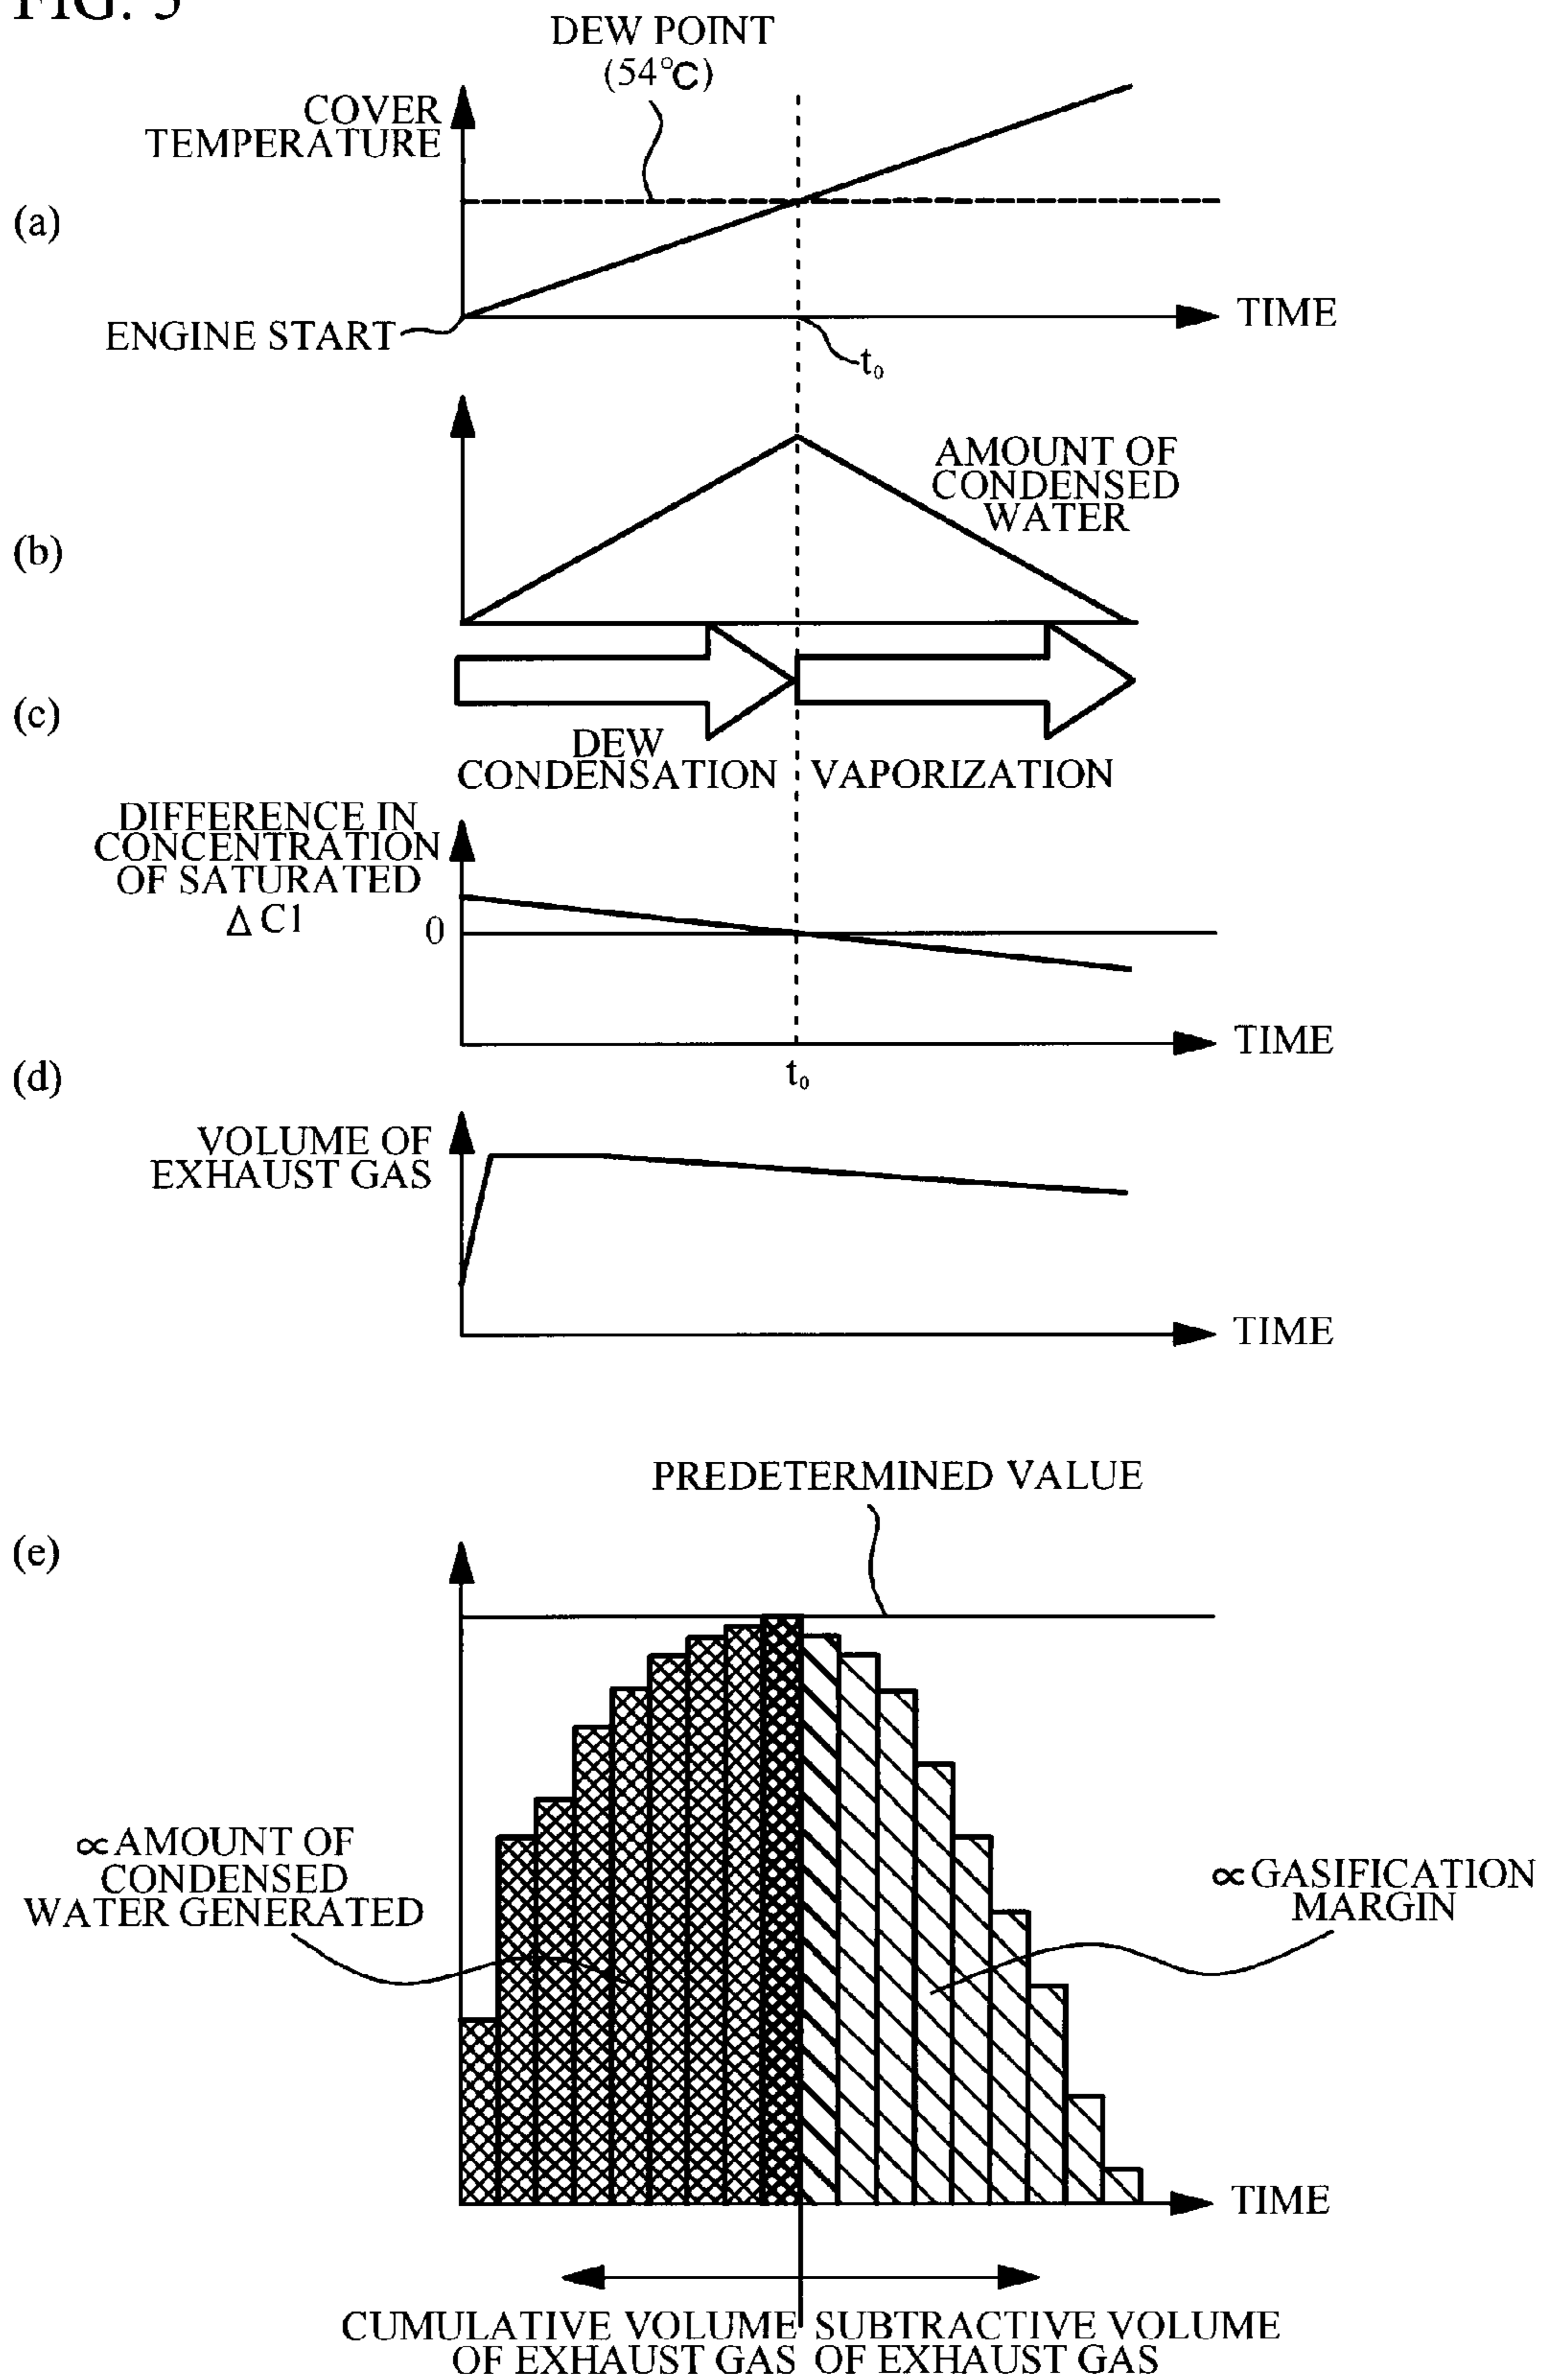 FIG. 5
DEW POINT
(54°C)
COVER
TEMPERATURE
(a)
ENGINE START
TIME
t₀
AMOUNT OF
CONDENSED
WATER
(b)
(c)
DEW
CONDENSATION
VAPORIZATION
DIFFERENCE IN
CONCENTRATION
OF SATURATED
Δ C1
0
TIME
t₀
(d)
VOLUME OF
EXHAUST GAS
TIME
PREDETERMINED VALUE
(e)
∝AMOUNT OF
CONDENSED
WATER GENERATED
∝GASIFICATION
MARGIN
TIME
CUMULATIVE VOLUME
OF EXHAUST GAS
SUBTRACTIVE VOLUME
OF EXHAUST GAS